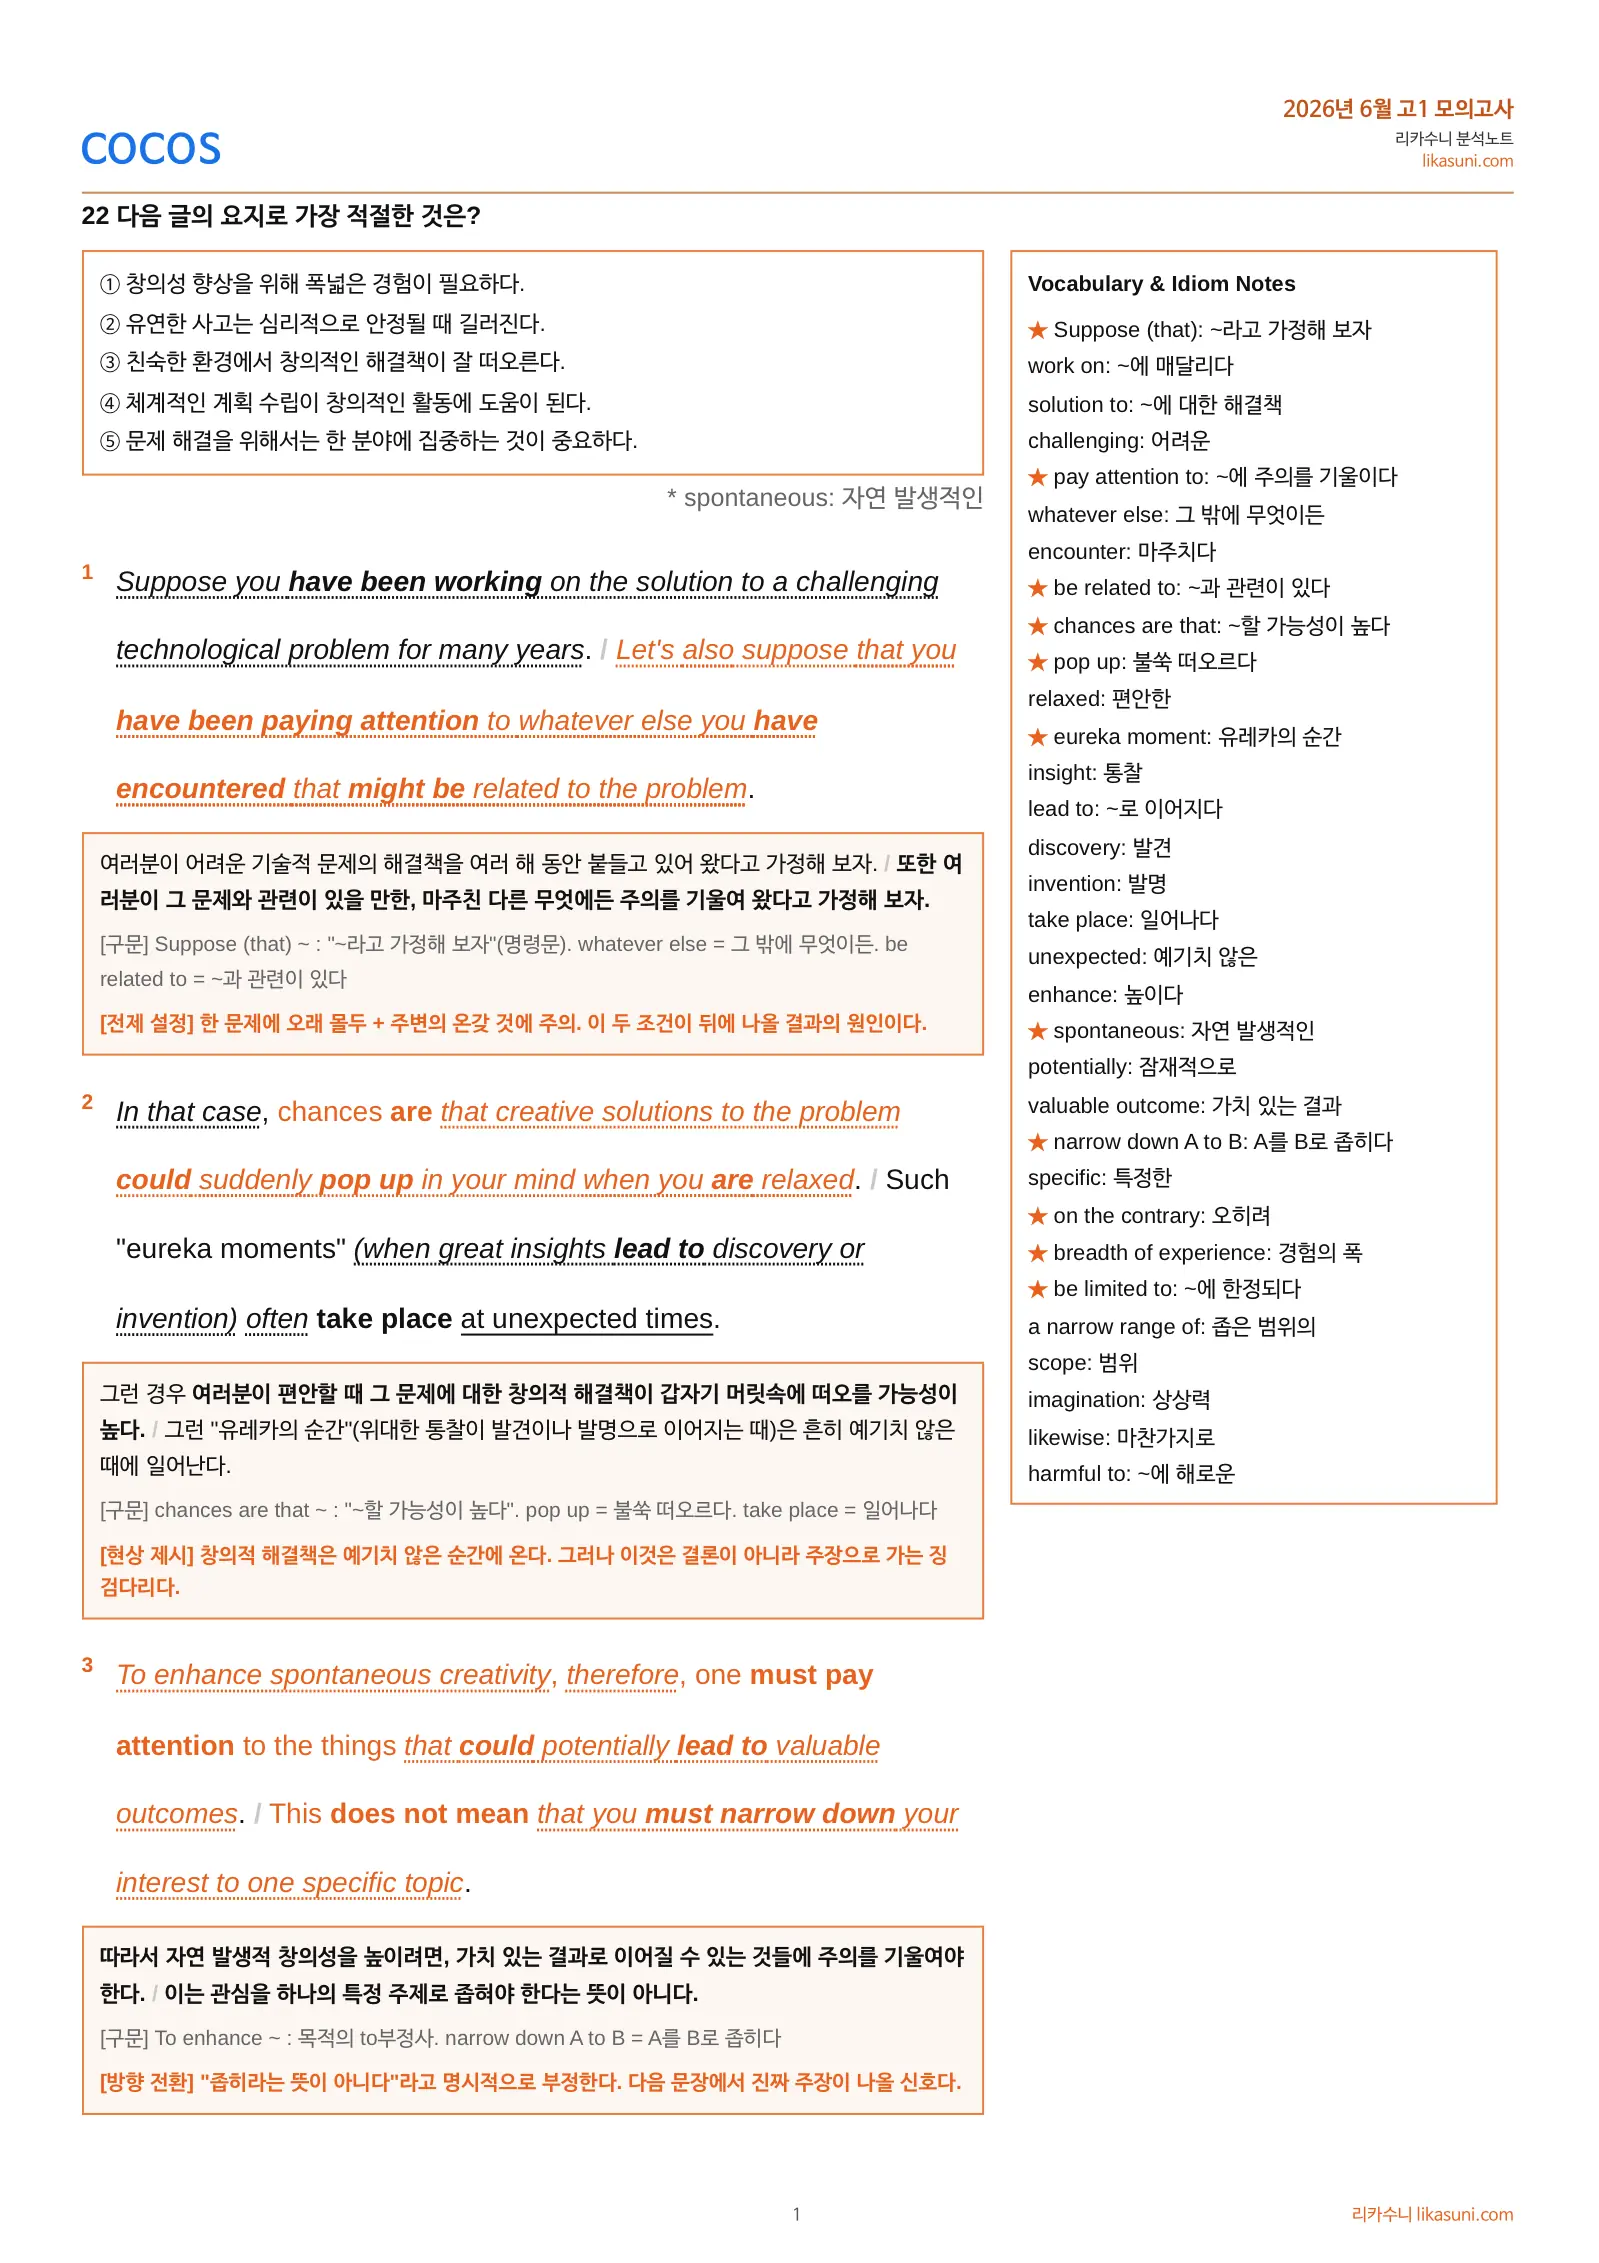 2026년 6월 고1 모의고사
cocos
리카수니 분석노트
likasuni.com
22 다음 글의 요지로 가장 적절한 것은?
① 창의성 향상을 위해 폭넓은 경험이 필요하다.
② 유연한 사고는 심리적으로 안정될 때 길러진다.
③ 친숙한 환경에서 창의적인 해결책이 잘 떠오른다.
④ 체계적인 계획 수립이 창의적인 활동에 도움이 된다.
⑤ 문제 해결을 위해서는 한 분야에 집중하는 것이 중요하다.
* spontaneous: 자연 발생적인
1 Suppose you have been working on the solution to a challenging
technological problem for many years. / Let's also suppose that you
have been paying attention to whatever else you have
encountered that might be related to the problem.
여러분이 어려운 기술적 문제의 해결책을 여러 해 동안 붙들고 있어 왔다고 가정해 보자. / 또한 여
러분이 그 문제와 관련이 있을 만한, 마주친 다른 무엇에든 주의를 기울여 왔다고 가정해 보자.
[구문] Suppose (that) ~ : "~라고 가정해 보자"(명령문). whatever else = 그 밖에 무엇이든. be
related to = ~과 관련이 있다
[전제 설정] 한 문제에 오래 몰두 + 주변의 온갖 것에 주의. 이 두 조건이 뒤에 나올 결과의 원인이다.
2 In that case, chances are that creative solutions to the problem
could suddenly pop up in your mind when you are relaxed. / Such
"eureka moments" (when great insights lead to discovery or
invention) often take place at unexpected times.
그런 경우 여러분이 편안할 때 그 문제에 대한 창의적 해결책이 갑자기 머릿속에 떠오를 가능성이
높다. / 그런 "유레카의 순간"(위대한 통찰이 발견이나 발명으로 이어지는 때)은 흔히 예기치 않은
때에 일어난다.
[구문] chances are that ~ : "~할 가능성이 높다". pop up = 불쑥 떠오르다. take place = 일어나다
[현상 제시] 창의적 해결책은 예기치 않은 순간에 온다. 그러나 이것은 결론이 아니라 주장으로 가는 징
검다리다.
3 To enhance spontaneous creativity, therefore, one must pay
attention to the things that could potentially lead to valuable
outcomes. / This does not mean that you must narrow down your
interest to one specific topic.
따라서 자연 발생적 창의성을 높이려면, 가치 있는 결과로 이어질 수 있는 것들에 주의를 기울여야
한다. / 이는 관심을 하나의 특정 주제로 좁혀야 한다는 뜻이 아니다.
[구문] To enhance ~ : 목적의 to부정사. narrow down A to B = A를 B로 좁히다
[방향 전환] "좁히라는 뜻이 아니다"라고 명시적으로 부정한다. 다음 문장에서 진짜 주장이 나올 신호다.
Vocabulary & Idiom Notes
★ Suppose (that): ~라고 가정해 보자
work on: ~에 매달리다
solution to: ~에 대한 해결책
challenging: 어려운
★ pay attention to: ~에 주의를 기울이다
whatever else: 그 밖에 무엇이든
encounter: 마주치다
★ be related to: ~과 관련이 있다
★ chances are that: ~할 가능성이 높다
★ pop up: 불쑥 떠오르다
relaxed: 편안한
★ eureka moment: 유레카의 순간
insight: 통찰
lead to: ~로 이어지다
discovery: 발견
invention: 발명
take place: 일어나다
unexpected: 예기치 않은
enhance: 높이다
★ spontaneous: 자연 발생적인
potentially: 잠재적으로
valuable outcome: 가치 있는 결과
★ narrow down A to B: A를 B로 좁히다
specific: 특정한
★ on the contrary: 오히려
★ breadth of experience: 경험의 폭
★ be limited to: ~에 한정되다
a narrow range of: 좁은 범위의
scope: 범위
imagination: 상상력
likewise: 마찬가지로
harmful to: ~에 해로운
1
리카수니 likasuni.com